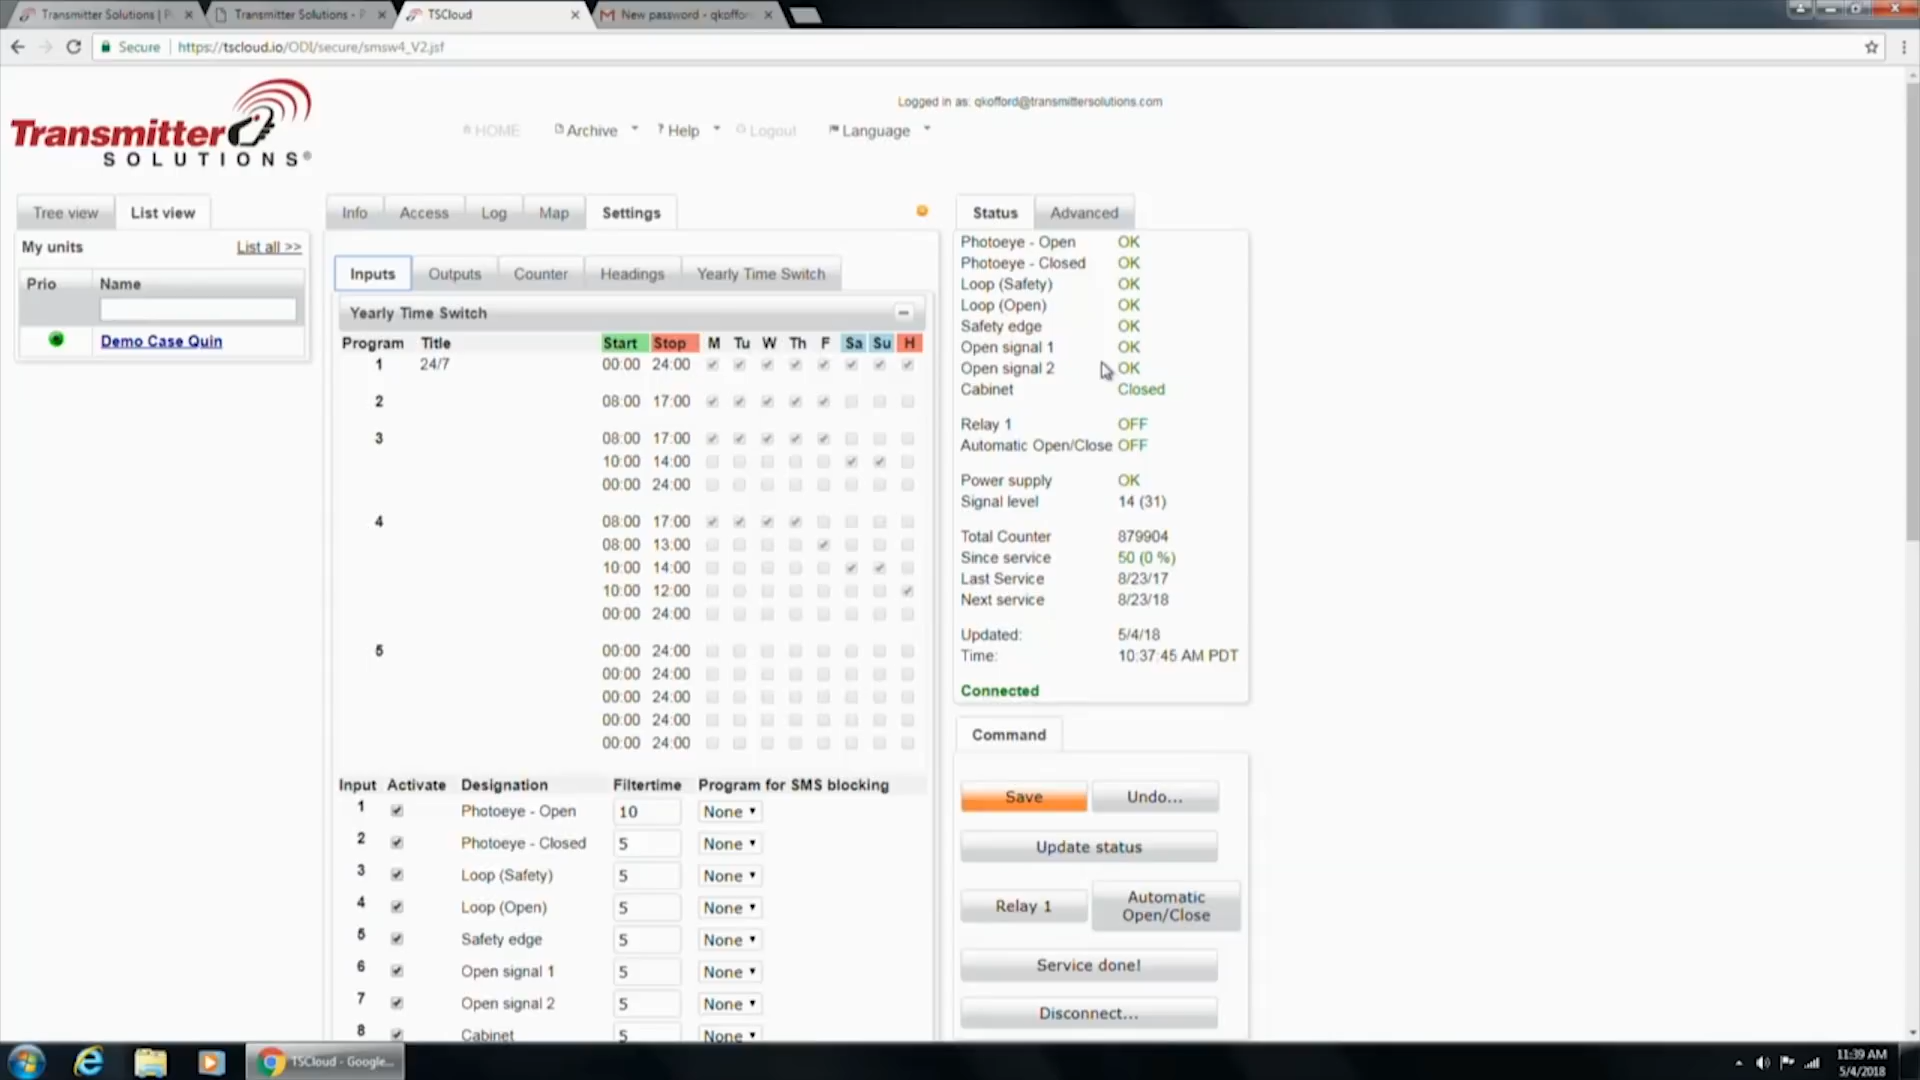 Transmitter Solutions | P
Transmitter Solutions - P
TSCloud
New password - qkoffor
Secure https://tscloud.io/ODI/secure/smsw4_V2.jsf
Transmitter
SOLUTIONS®
Logged in as: qkofford@transmittersolutions.com
HOME Archive ? Help Logout Language
Tree view List view
My units List all >>
Prio Name
Demo Case Quin
Info Access Log Map Settings
Inputs Outputs Counter Headings Yearly Time Switch
Yearly Time Switch
Program Title Start Stop M Tu W Th F Sa Su H
1 24/7 00:00 24:00
2 08:00 17:00
3 08:00 17:00
10:00 14:00
00:00 24:00
4 08:00 17:00
08:00 13:00
10:00 14:00
10:00 12:00
00:00 24:00
5 00:00 24:00
00:00 24:00
00:00 24:00
00:00 24:00
00:00 24:00
Input Activate Designation Filtertime Program for SMS blocking
1 Photoeye - Open 10 None
2 Photoeye - Closed 5 None
3 Loop (Safety) 5 None
4 Loop (Open) 5 None
5 Safety edge 5 None
6 Open signal 1 5 None
7 Open signal 2 5 None
8 Cabinet 5 None
Status Advanced
Photoeye - Open OK
Photoeye - Closed OK
Loop (Safety) OK
Loop (Open) OK
Safety edge OK
Open signal 1 OK
Open signal 2 OK
Cabinet Closed
Relay 1 OFF
Automatic Open/Close OFF
Power supply OK
Signal level 14 (31)
Total Counter 879904
Since service 50 (0 %)
Last Service 8/23/17
Next service 8/23/18
Updated: 5/4/18
Time: 10:37:45 AM PDT
Connected
Command
Save Undo...
Update status
Relay 1 Automatic
Open/Close
Service done!
Disconnect...
TSCloud - Google...
11:39 AM
5/4/2018